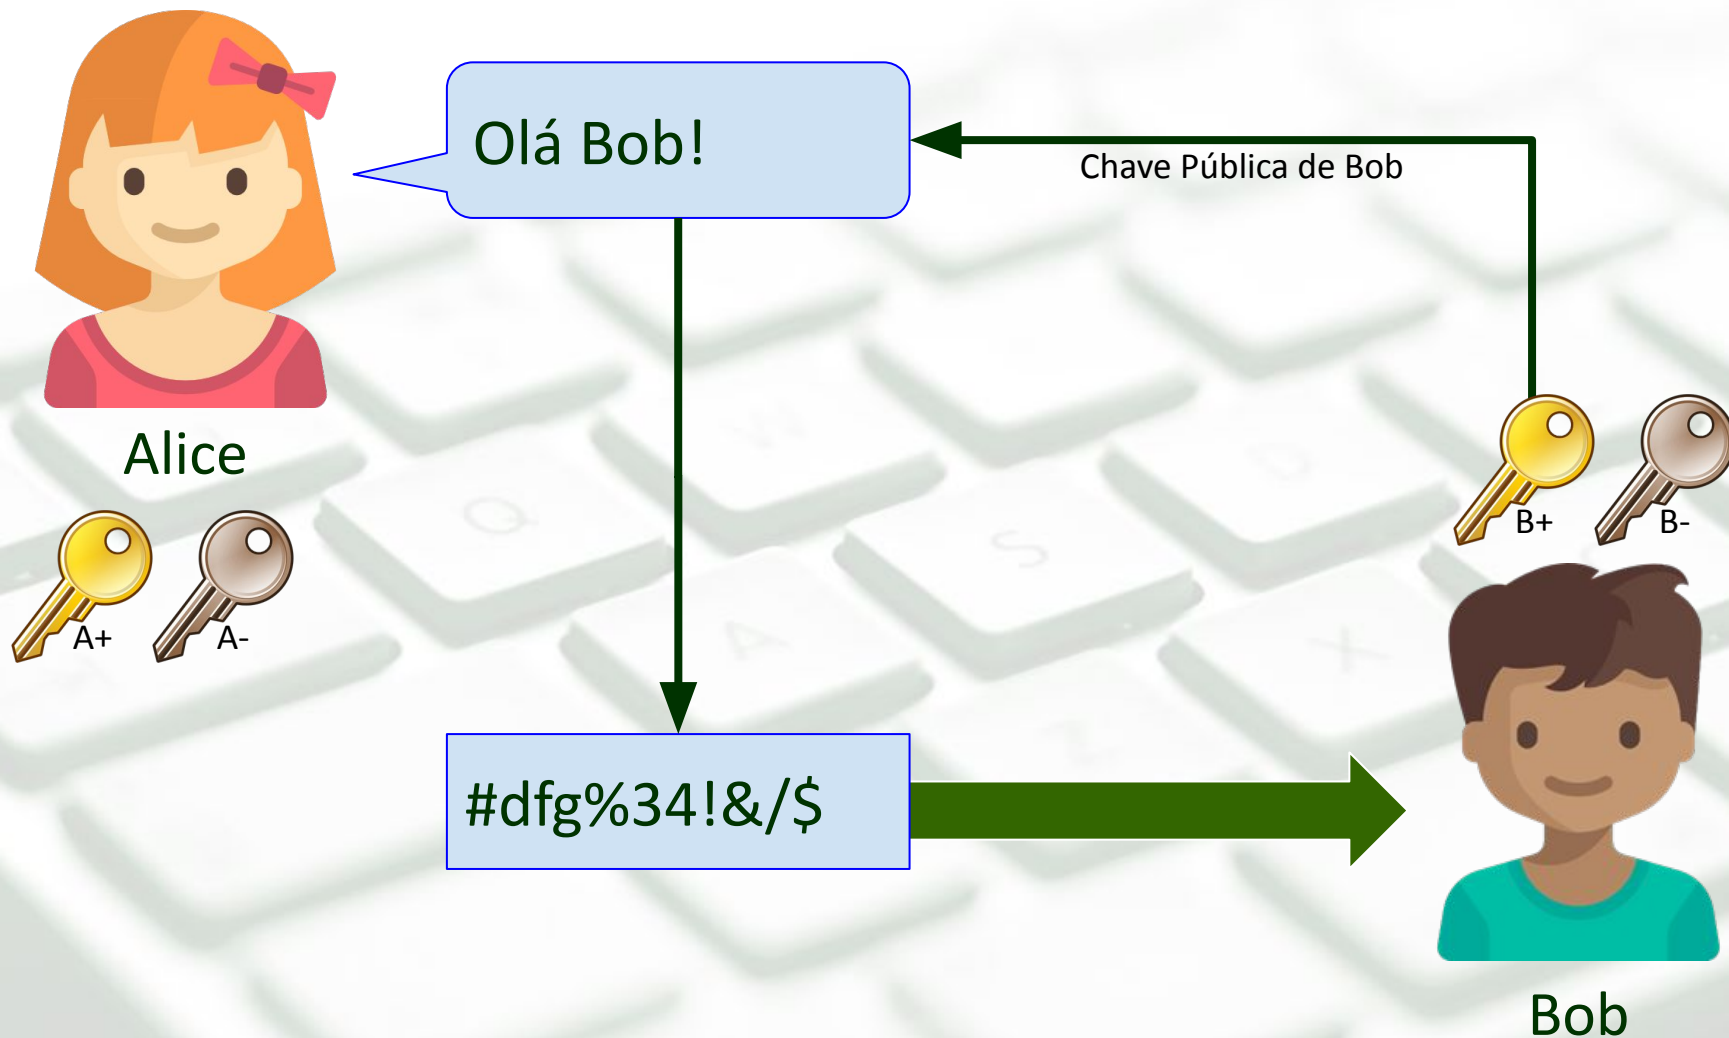 Olá Bob!
Chave Pública de Bob
Alice
A+
A-
B+
B-
#dfg%34!&/$
Bob
Q
W
D
S
A
X
Z